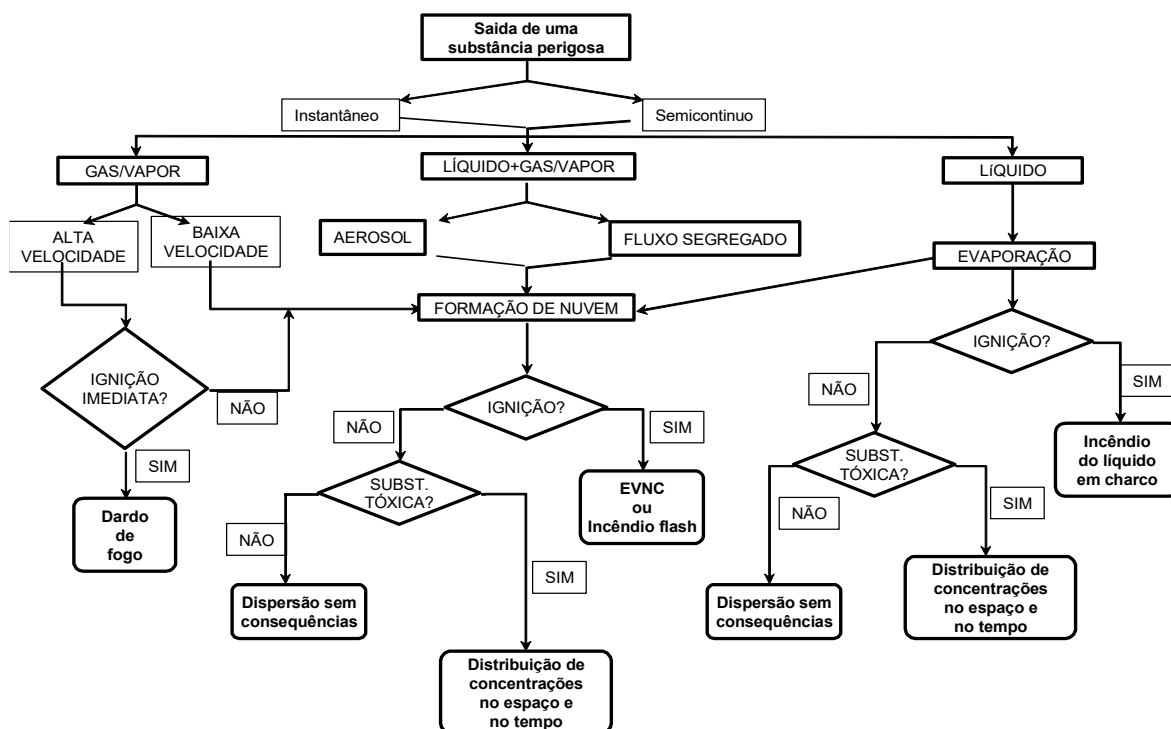 Saida de uma
substância perigosa
Instantâneo
Semicontinuo
GAS/VAPOR
LÍQUIDO+GAS/VAPOR
LíQUIDO
ALTA
VELOCIDADE
BAIXA
VELOCIDADE
AEROSOL
FLUXO SEGREGADO
EVAPORAÇÃO
FORMAÇÃO DE NUVEM
IGNIÇÃO
IMEDIATA?
NÃO
SIM
Dardo
de
fogo
IGNIÇÃO?
NÃO
SIM
SUBST.
TÓXICA?
EVNC
ou
Incêndio flash
NÃO
SIM
Dispersão sem
consequências
Distribuição de
concentrações
no espaço e
no tempo
IGNIÇÃO?
NÃO
SIM
SUBST.
TÓXICA?
Incêndio
do líquido
em charco
NÃO
SIM
Dispersão sem
consequências
Distribuição de
concentrações
no espaço e
no tempo